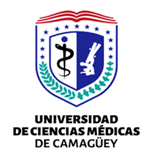 UNIVERSIDAD
DE CIENCIAS MÉDICAS
DE CAMAGÜEY